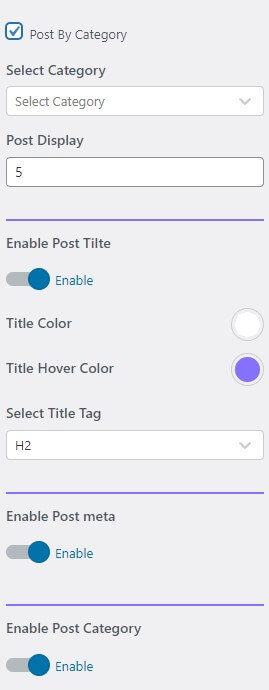 Post By Category
Select Category
Select Category
Post Display
5
Enable Post Tilte
Enable
Title Color
Title Hover Color
Select Title Tag
H2
Enable Post meta
Enable
Enable Post Category
Enable